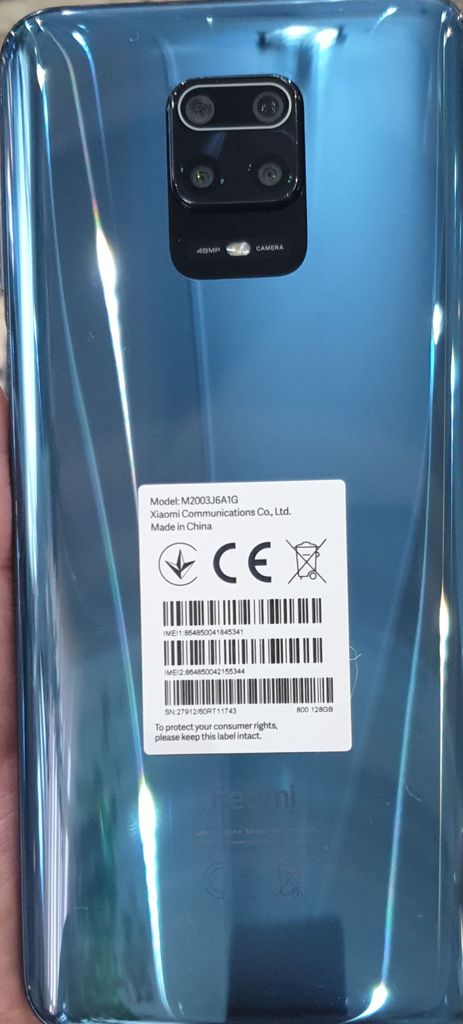 48MP CAMERA
Model: M2003J6A1G
Xiaomi Communications Co., Ltd.
Made in China
CE
IMEI1:864850041845341
IMEI2:864850042155344
SN:27912/60RT11743 800 128GB
To protect your consumer rights,
please keep this label intact.
Redmi
CE